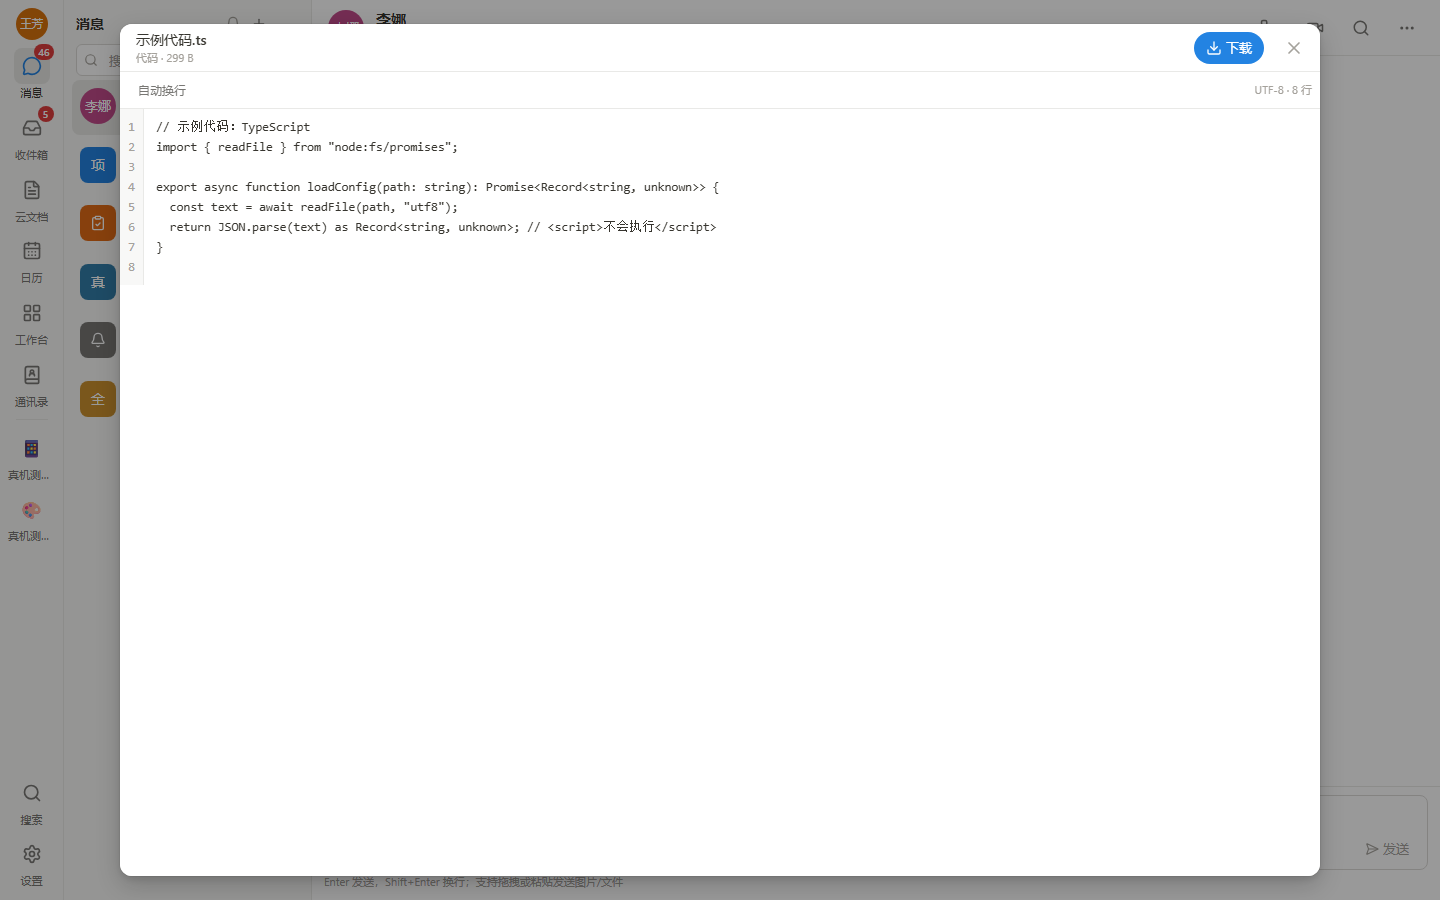 王芳
46
消息
5
收件箱
云文档
日历
工作台
通讯录
真机测...
真机测...
搜索
设置
消息
搜
李娜
项
真
全
李娜
示例代码.ts
代码 · 299 B
下载
自动换行
UTF-8 · 8 行
1 // 示例代码：TypeScript
2 import { readFile } from "node:fs/promises";
3
4 export async function loadConfig(path: string): Promise<Record<string, unknown>> {
5   const text = await readFile(path, "utf8");
6   return JSON.parse(text) as Record<string, unknown>; // <script>不会执行</script>
7 }
8
发送
Enter 发送，Shift+Enter 换行；支持拖拽或粘贴发送图片/文件